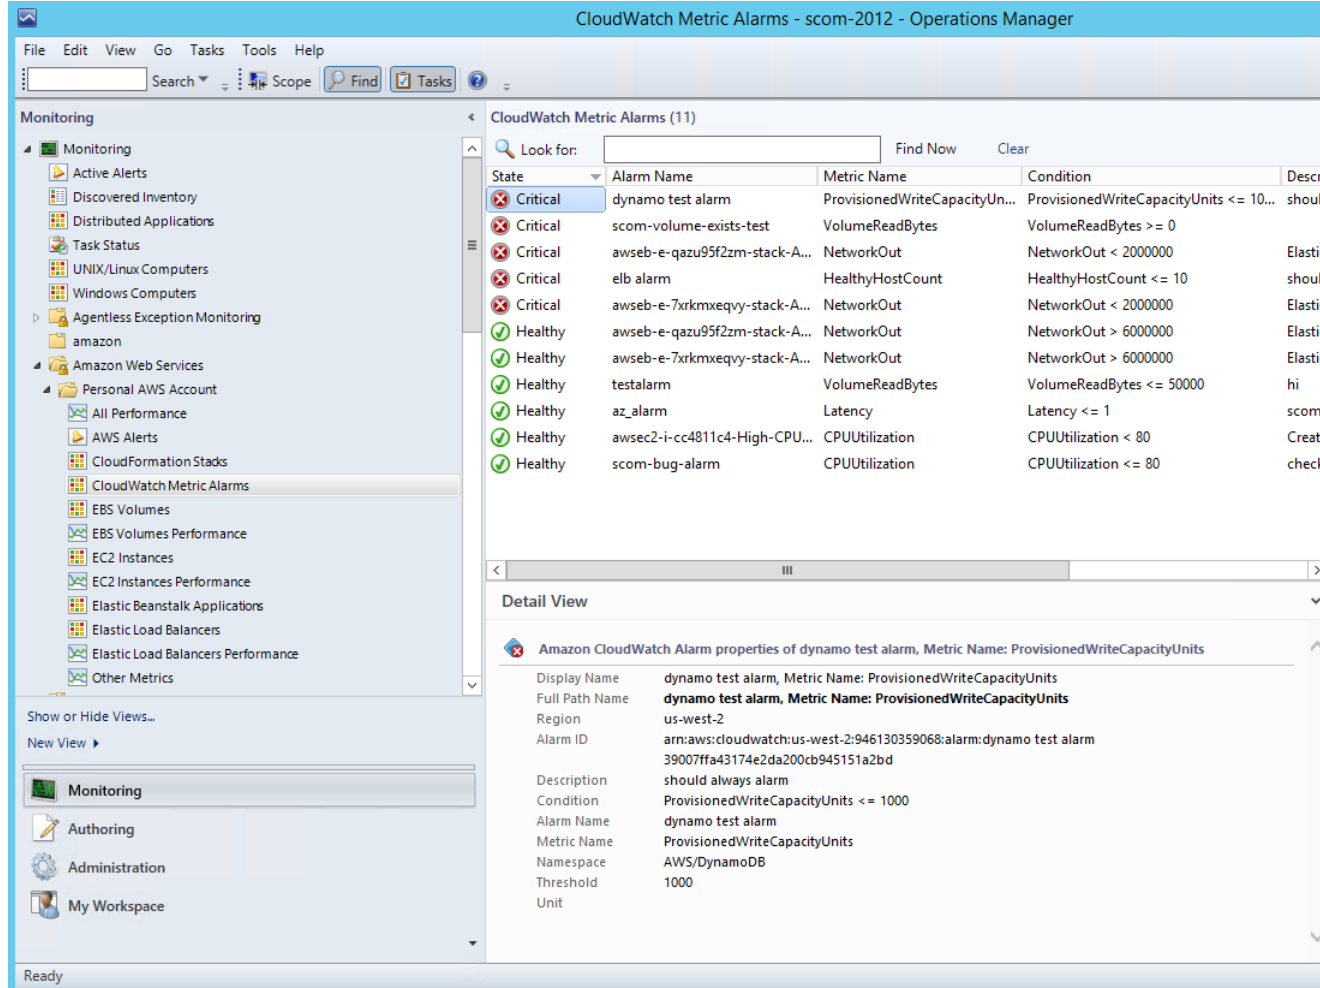 CloudWatch Metric Alarms - scom-2012 - Operations Manager
File Edit View Go Tasks Tools Help
Search Scope Find Tasks
Monitoring
Monitoring
Active Alerts
Discovered Inventory
Distributed Applications
Task Status
UNIX/Linux Computers
Windows Computers
Agentless Exception Monitoring
amazon
Amazon Web Services
Personal AWS Account
All Performance
AWS Alerts
CloudFormation Stacks
CloudWatch Metric Alarms
EBS Volumes
EBS Volumes Performance
EC2 Instances
EC2 Instances Performance
Elastic Beanstalk Applications
Elastic Load Balancers
Elastic Load Balancers Performance
Other Metrics
Show or Hide Views...
New View
Monitoring
Authoring
Administration
My Workspace
CloudWatch Metric Alarms (11)
Look for: Find Now Clear
State Alarm Name Metric Name Condition Descr
Critical dynamo test alarm ProvisionedWriteCapacityUn... ProvisionedWriteCapacityUnits <= 10... shoul
Critical scom-volume-exists-test VolumeReadBytes VolumeReadBytes >= 0
Critical awseb-e-qazu95f2zm-stack-A... NetworkOut NetworkOut < 2000000 Elasti
Critical elb alarm HealthyHostCount HealthyHostCount <= 10 shoul
Critical awseb-e-7xrkmxeqvy-stack-A... NetworkOut NetworkOut < 2000000 Elasti
Healthy awseb-e-qazu95f2zm-stack-A... NetworkOut NetworkOut > 6000000 Elasti
Healthy awseb-e-7xrkmxeqvy-stack-A... NetworkOut NetworkOut > 6000000 Elasti
Healthy testalarm VolumeReadBytes VolumeReadBytes <= 50000 hi
Healthy az_alarm Latency Latency <= 1 scom
Healthy awsec2-i-cc4811c4-High-CPU... CPUUtilization CPUUtilization < 80 Creat
Healthy scom-bug-alarm CPUUtilization CPUUtilization <= 80 check
Detail View
Amazon CloudWatch Alarm properties of dynamo test alarm, Metric Name: ProvisionedWriteCapacityUnits
Display Name dynamo test alarm, Metric Name: ProvisionedWriteCapacityUnits
Full Path Name dynamo test alarm, Metric Name: ProvisionedWriteCapacityUnits
Region us-west-2
Alarm ID arn:aws:cloudwatch:us-west-2:946130359068:alarm:dynamo test alarm
39007ffa43174e2da200cb945151a2bd
Description should always alarm
Condition ProvisionedWriteCapacityUnits <= 1000
Alarm Name dynamo test alarm
Metric Name ProvisionedWriteCapacityUnits
Namespace AWS/DynamoDB
Threshold 1000
Unit
Ready